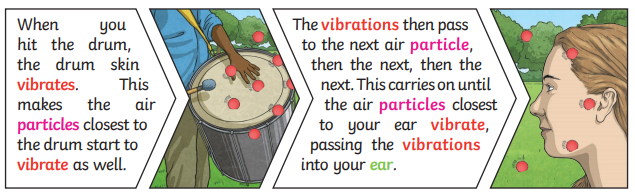 When you
hit the drum,
the drum skin
vibrates. This
makes the air
particles closest to
the drum start to
vibrate as well.
The vibrations then pass
to the next air particle,
then the next, then the
next. This carries on until
the air particles closest
to your ear vibrate,
passing the vibrations
into your ear.